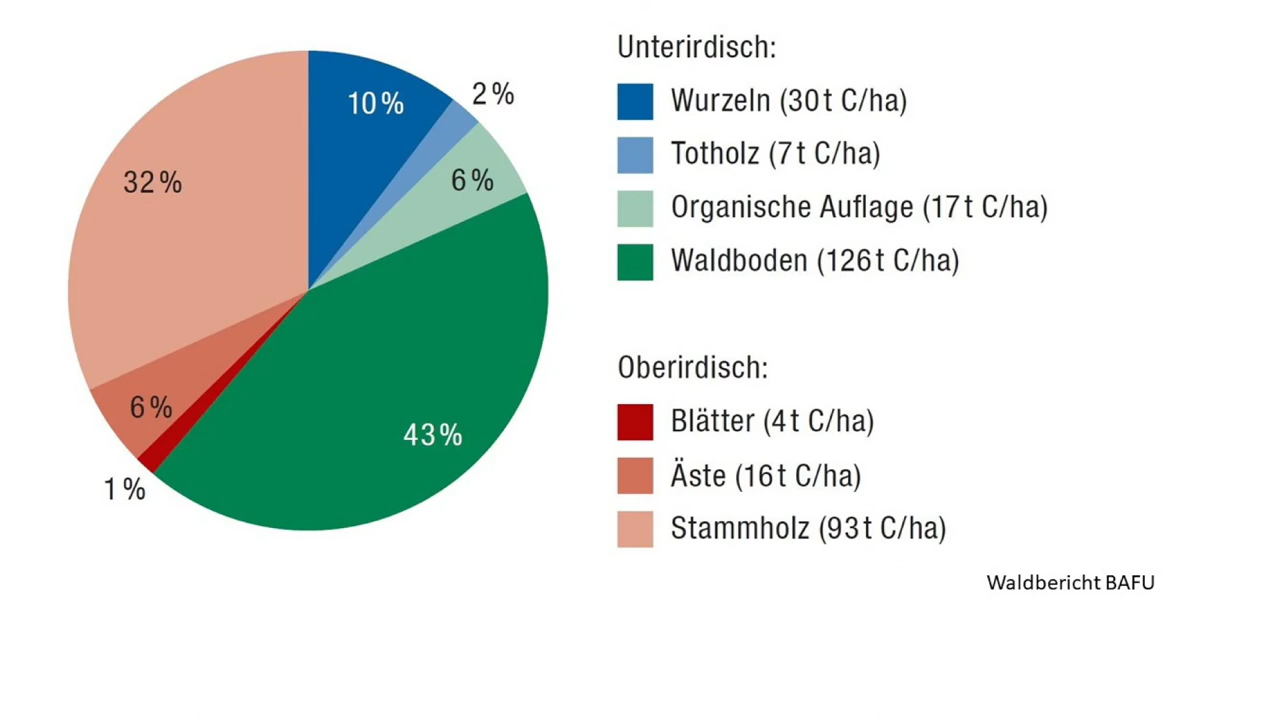 10 %
2 %
6 %
32 %
43 %
6 %
1 %
Unterirdisch:
Wurzeln (30 t C/ha)
Totholz (7 t C/ha)
Organische Auflage (17 t C/ha)
Waldboden (126 t C/ha)
Oberirdisch:
Blätter (4 t C/ha)
Äste (16 t C/ha)
Stammholz (93 t C/ha)
Waldbericht BAFU